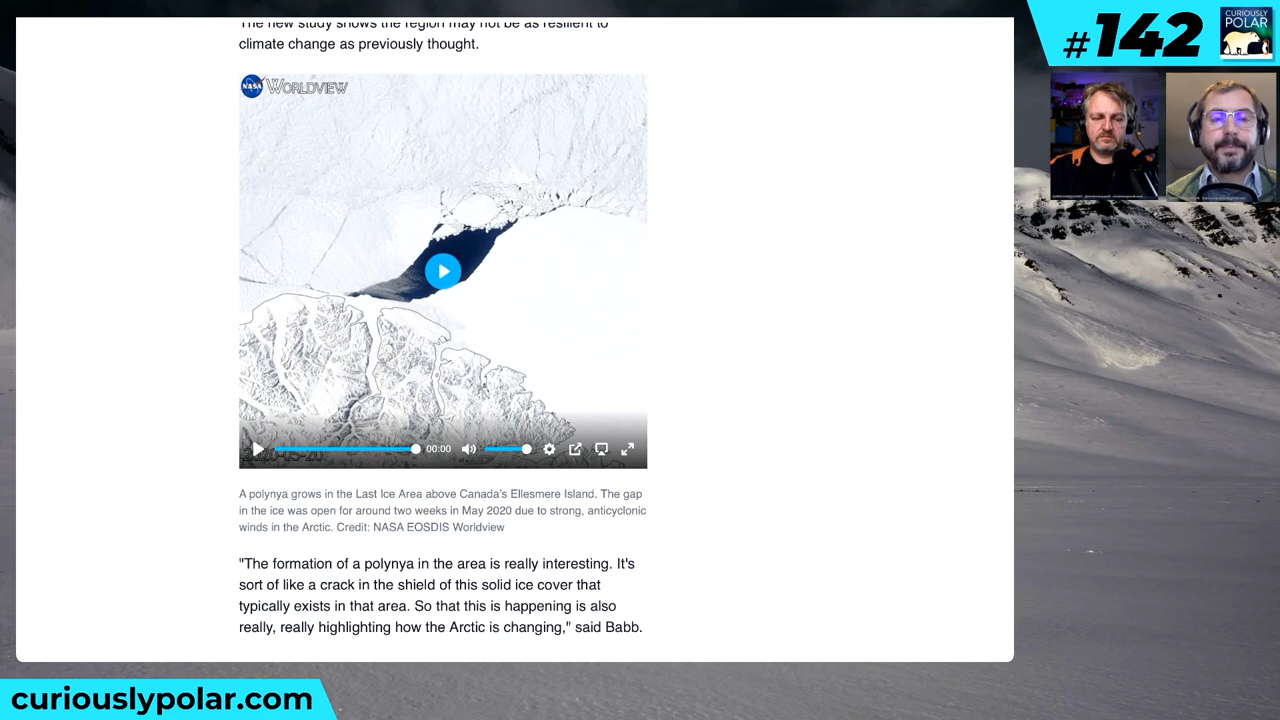 The new study shows the region may not be as resilient to
climate change as previously thought.
NASA WORLDVIEW
00:00
2020-05-20
A polynya grows in the Last Ice Area above Canada's Ellesmere Island. The gap
in the ice was open for around two weeks in May 2020 due to strong, anticyclonic
winds in the Arctic. Credit: NASA EOSDIS Worldview
"The formation of a polynya in the area is really interesting. It's
sort of like a crack in the shield of this solid ice cover that
typically exists in that area. So that this is happening is also
really, really highlighting how the Arctic is changing," said Babb.
#142
CURIOUSLY
POLAR
curiouslypolar.com